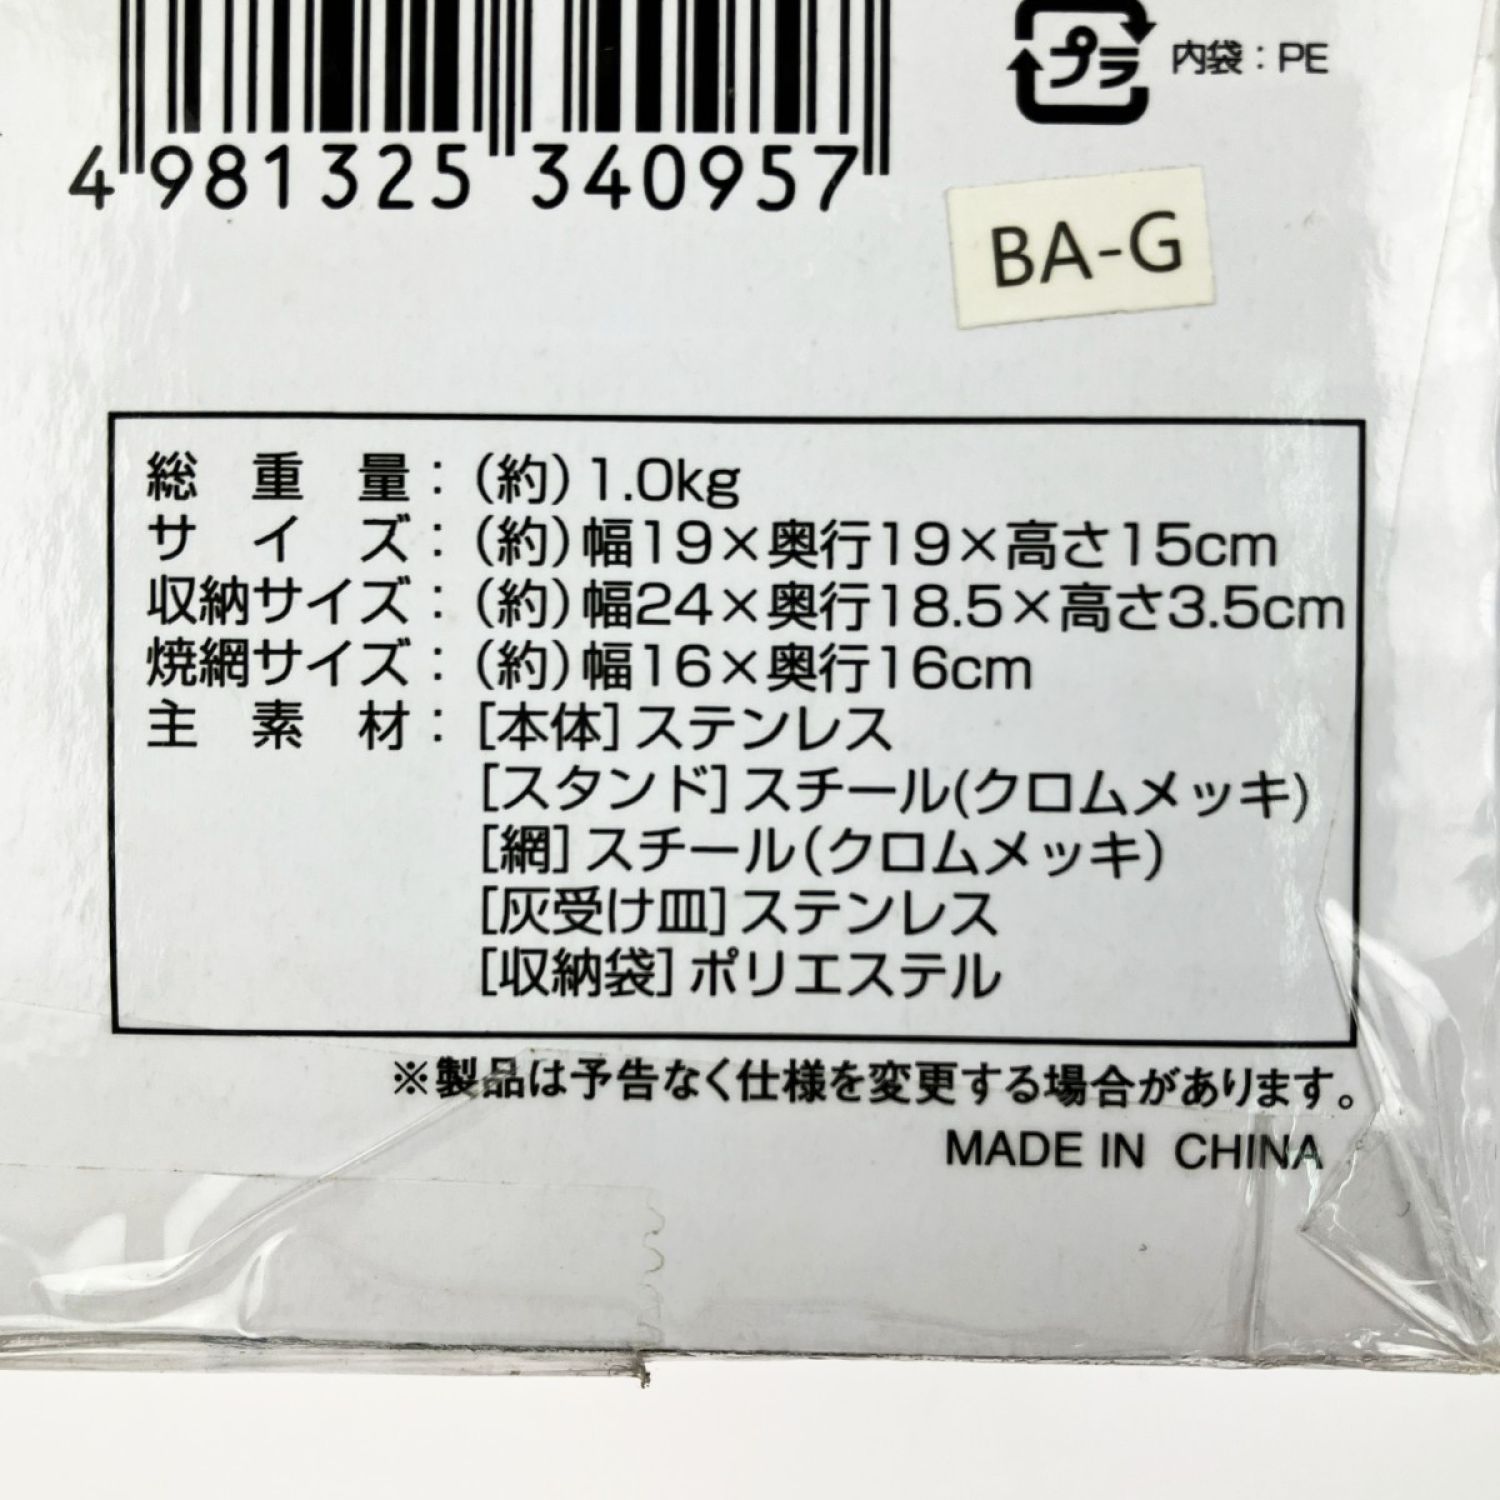 プラ 内袋：PE
4 981325 340957
BA-G
総重量：(約)1.0kg
サイズ：(約)幅19×奥行19×高さ15cm
収納サイズ：(約)幅24×奥行18.5×高さ3.5cm
焼網サイズ：(約)幅16×奥行16cm
主素材：[本体]ステンレス
[スタンド]スチール(クロムメッキ)
[網]スチール(クロムメッキ)
[灰受け皿]ステンレス
[収納袋]ポリエステル
※製品は予告なく仕様を変更する場合があります。
MADE IN CHINA